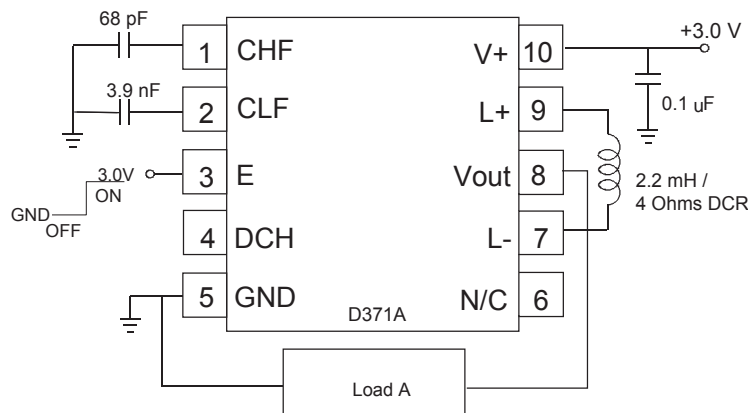 68 pF
1 CHF
3.9 nF
2 CLF
3.0V
ON
GND
OFF
3 E
4 DCH
5 GND
V+ 10
+3.0 V
0.1 uF
L+ 9
Vout 8
2.2 mH /
4 Ohms DCR
L- 7
N/C 6
D371A
Load A